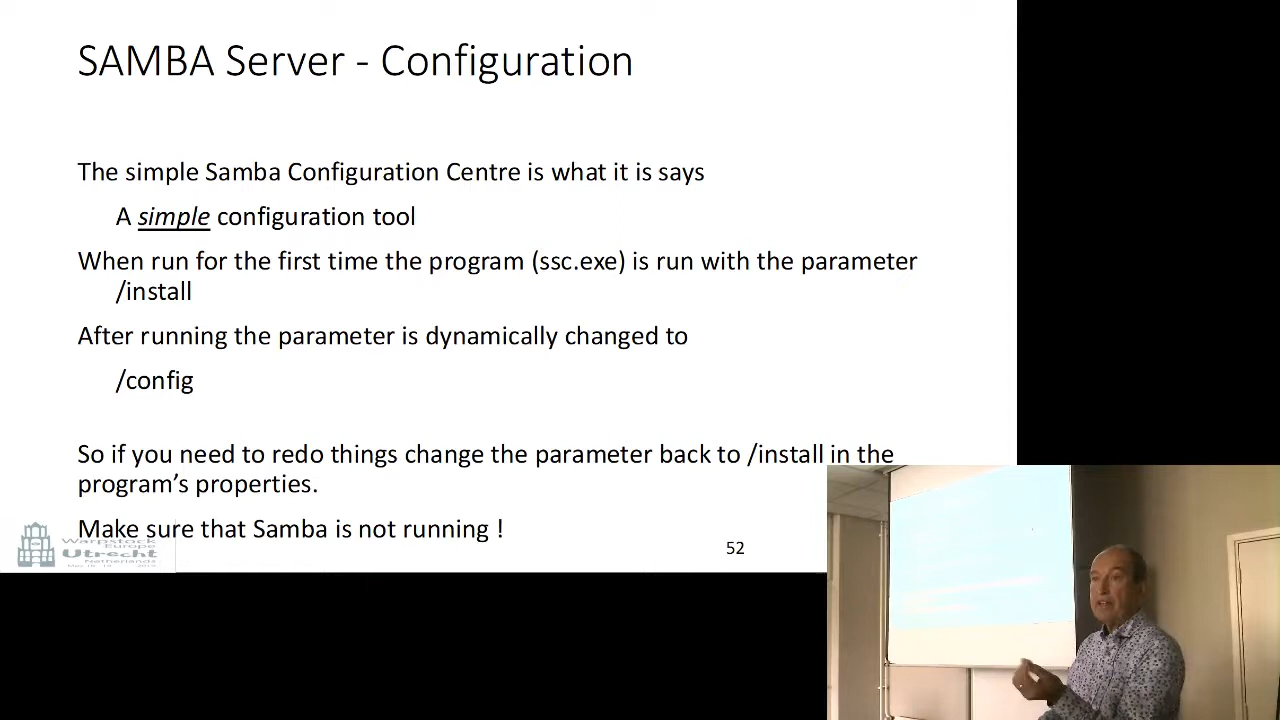 SAMBA Server - Configuration
The simple Samba Configuration Centre is what it is says
A simple configuration tool
When run for the first time the program (ssc.exe) is run with the parameter
/install
After running the parameter is dynamically changed to
/config
So if you need to redo things change the parameter back to /install in the
program's properties.
Make sure that Samba is not running !
Warpstock
Europe
Utrecht
Netherlands
52